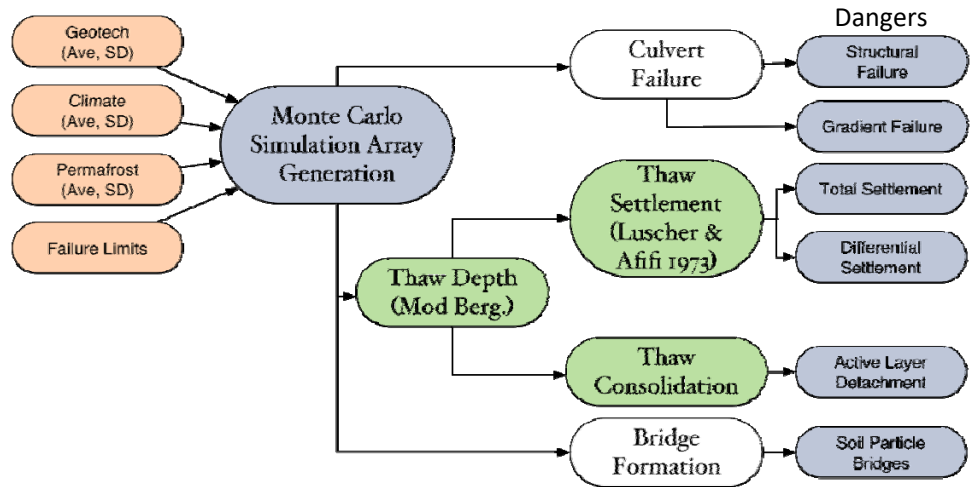 Dangers
Geotech
(Ave, SD)
Climate
(Ave, SD)
Permafrost
(Ave, SD)
Failure Limits
Monte Carlo
Simulation Array
Generation
Culvert
Failure
Structural
Failure
Gradient Failure
Thaw
Settlement
(Luscher &
Afifi 1973)
Total Settlement
Differential
Settlement
Thaw Depth
(Mod Berg.)
Thaw
Consolidation
Active Layer
Detachment
Bridge
Formation
Soil Particle
Bridges